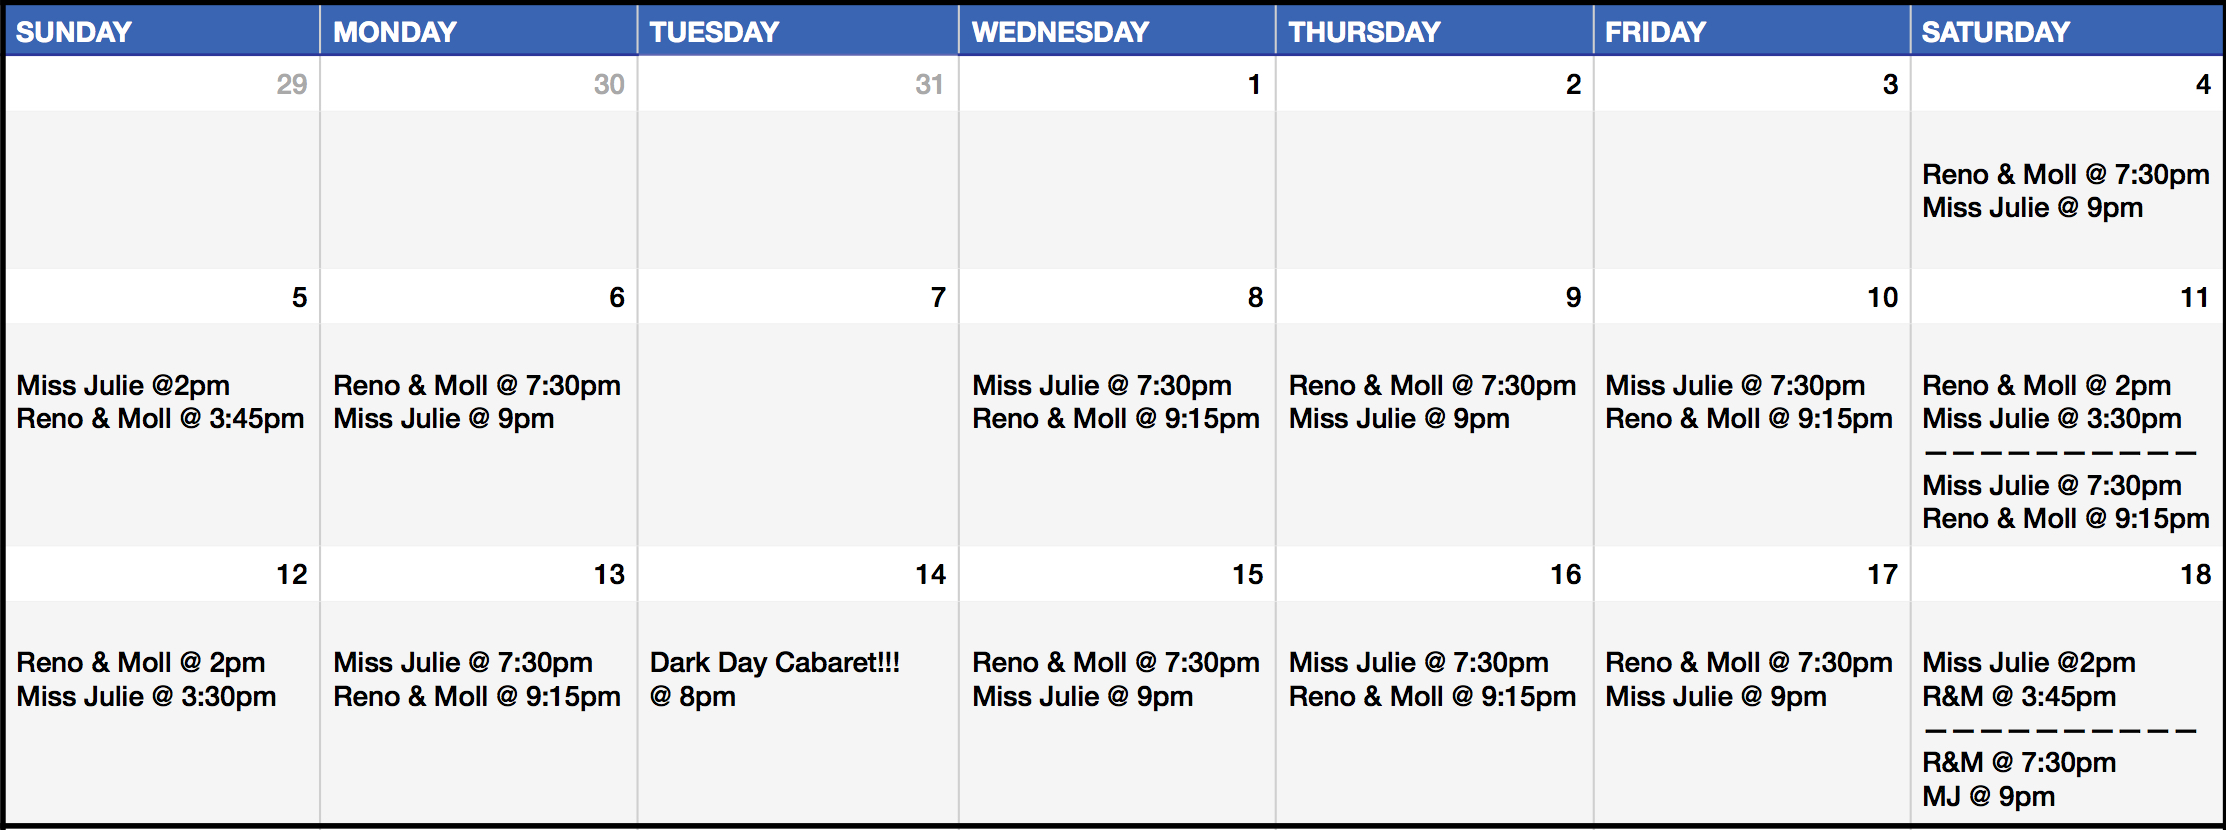 SUNDAY MONDAY TUESDAY WEDNESDAY THURSDAY FRIDAY SATURDAY
29 30 31 1 2 3 4
Reno & Moll @ 7:30pm
Miss Julie @ 9pm
5 6 7 8 9 10 11
Miss Julie @2pm
Reno & Moll @ 3:45pm
Reno & Moll @ 7:30pm
Miss Julie @ 9pm
Miss Julie @ 7:30pm
Reno & Moll @ 9:15pm
Reno & Moll @ 7:30pm
Miss Julie @ 9pm
Miss Julie @ 7:30pm
Reno & Moll @ 9:15pm
Reno & Moll @ 2pm
Miss Julie @ 3:30pm
——————————
Miss Julie @ 7:30pm
Reno & Moll @ 9:15pm
12 13 14 15 16 17 18
Reno & Moll @ 2pm
Miss Julie @ 3:30pm
Miss Julie @ 7:30pm
Reno & Moll @ 9:15pm
Dark Day Cabaret!!!
@ 8pm
Reno & Moll @ 7:30pm
Miss Julie @ 9pm
Miss Julie @ 7:30pm
Reno & Moll @ 9:15pm
Reno & Moll @ 7:30pm
Miss Julie @ 9pm
Miss Julie @2pm
R&M @ 3:45pm
——————————
R&M @ 7:30pm
MJ @ 9pm